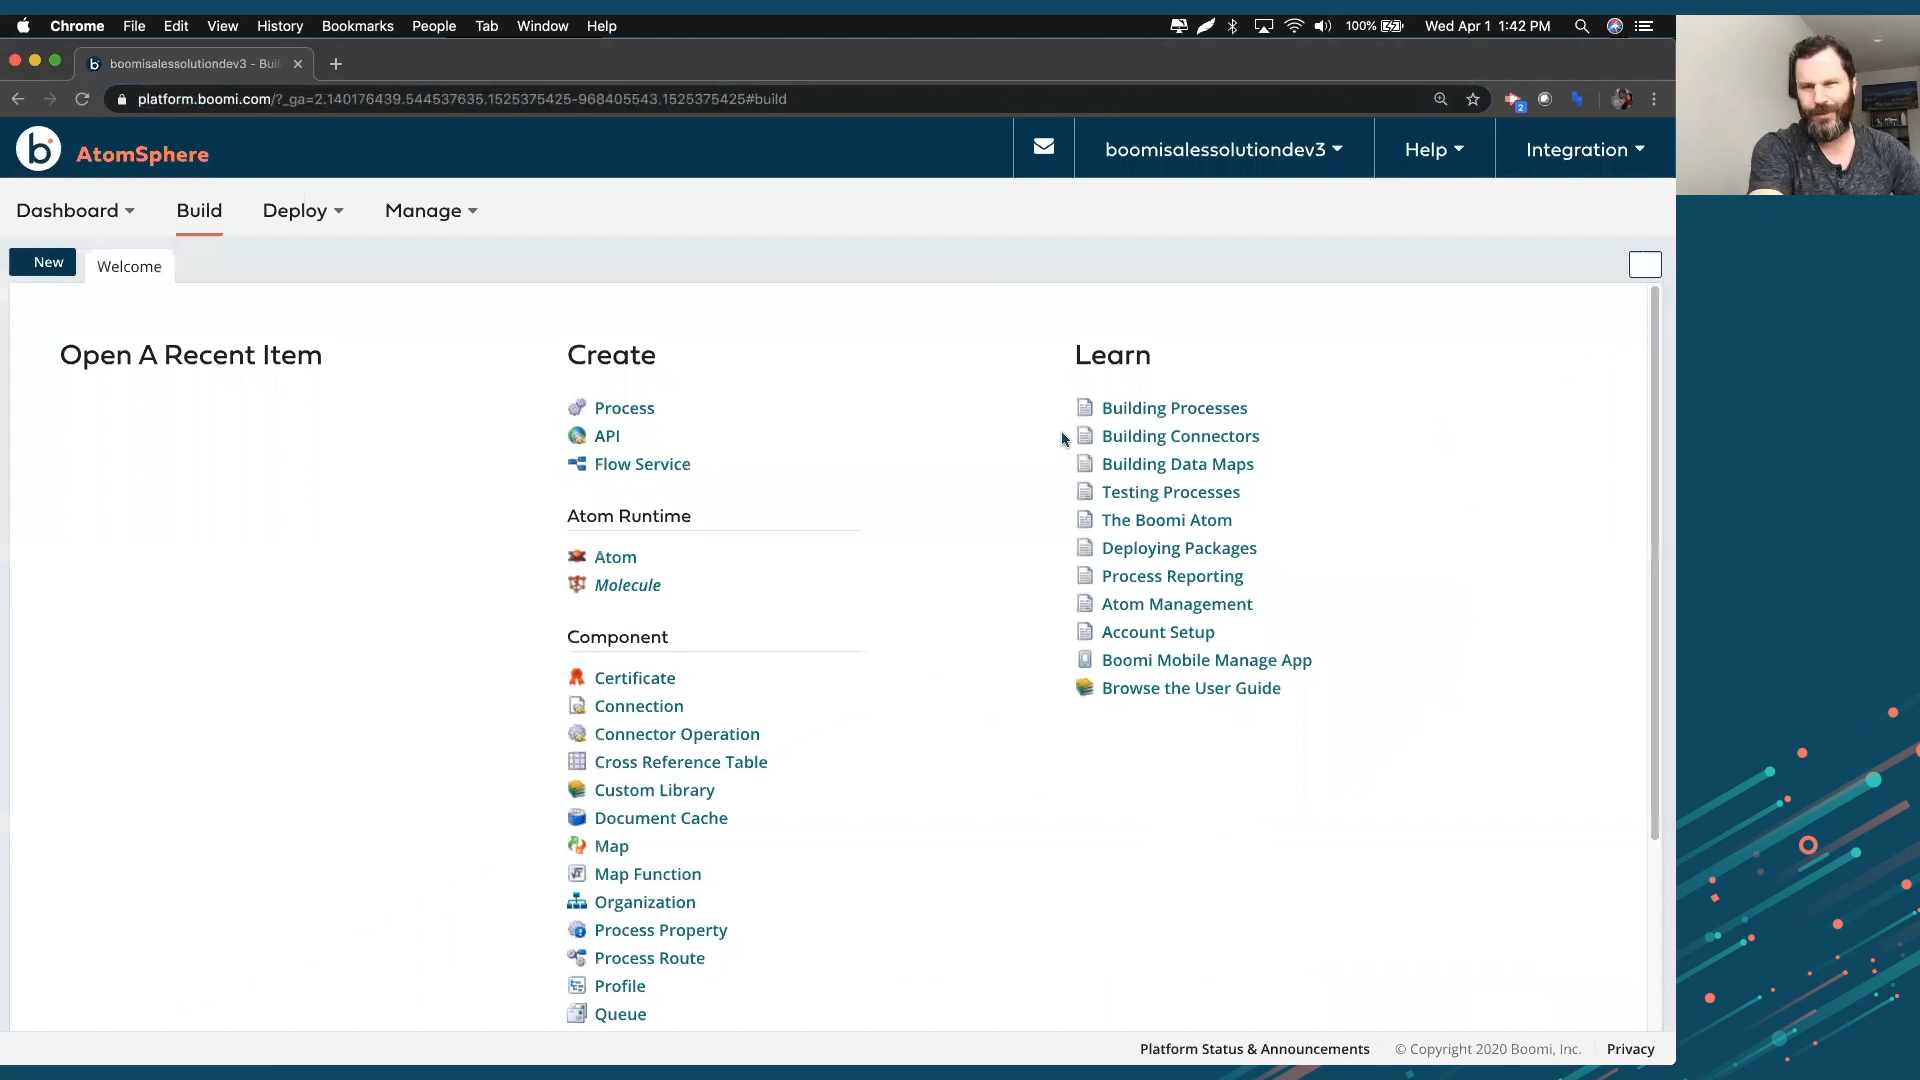 Chrome File Edit View History Bookmarks People Tab Window Help 100% Wed Apr 1 1:42 PM
b boomisalessolutiondev3 - Buil
platform.boomi.com/?_ga=2.140176439.544537635.1525375425-968405543.1525375425#build 2
b AtomSphere boomisalessolutiondev3 Help Integration
Dashboard Build Deploy Manage
New Welcome
Open A Recent Item
Create
Process
API
Flow Service
Atom Runtime
Atom
Molecule
Component
Certificate
Connection
Connector Operation
Cross Reference Table
Custom Library
Document Cache
Map
Map Function
Organization
Process Property
Process Route
Profile
Queue
Learn
Building Processes
Building Connectors
Building Data Maps
Testing Processes
The Boomi Atom
Deploying Packages
Process Reporting
Atom Management
Account Setup
Boomi Mobile Manage App
Browse the User Guide
Platform Status & Announcements © Copyright 2020 Boomi, Inc. Privacy